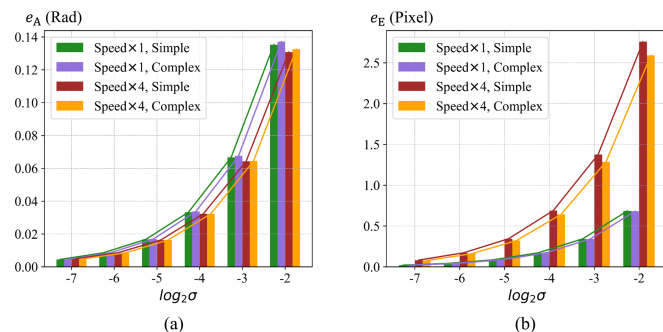 e_A (Rad)
0.14
0.12
0.10
0.08
0.06
0.04
0.02
0.00
Speed×1, Simple
Speed×1, Complex
Speed×4, Simple
Speed×4, Complex
-7 -6 -5 -4 -3 -2
log₂σ
(a)
e_E (Pixel)
2.5
2.0
1.5
1.0
0.5
0.0
Speed×1, Simple
Speed×1, Complex
Speed×4, Simple
Speed×4, Complex
-7 -6 -5 -4 -3 -2
log₂σ
(b)